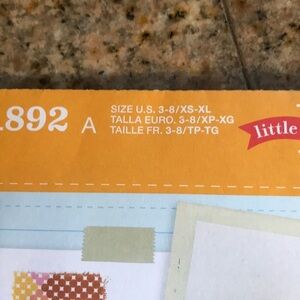 892 A
SIZE U.S. 3-8/XS-XL
TALLA EURO. 3-8/XP-XG
TAILLE FR. 3-8/TP-TG
little